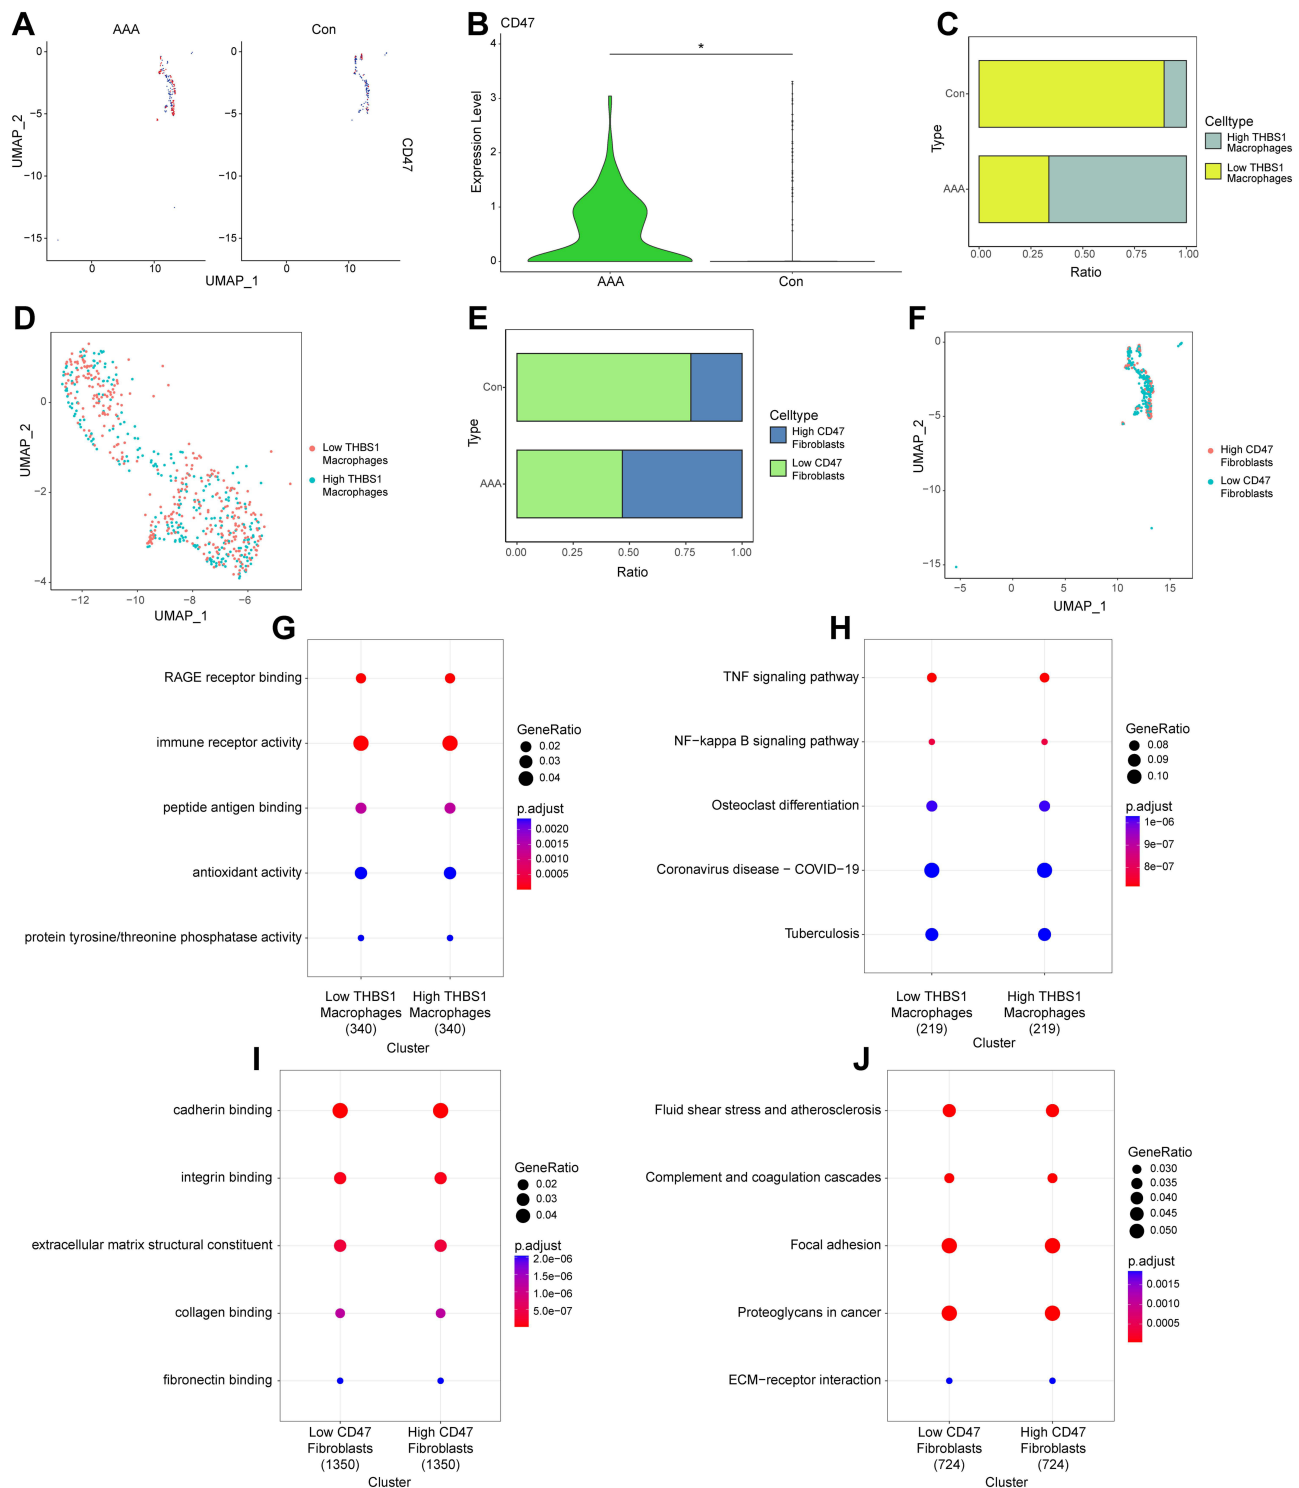 A
AAA
Con
0
−5
−10
−15
0
−5
−10
−15
UMAP_2
CD47
0
10
0
10
UMAP_1
B
CD47
*
4
3
2
1
0
Expression Level
AAA
Con
C
Con
AAA
Type
0.00
0.25
0.50
0.75
1.00
Ratio
Celltype
High THBS1
Macrophages
Low THBS1
Macrophages
D
0
−2
−4
UMAP_2
−12
−10
−8
−6
UMAP_1
Low THBS1
Macrophages
High THBS1
Macrophages
E
Con
AAA
Type
0.00
0.25
0.50
0.75
1.00
Ratio
Celltype
High CD47
Fibroblasts
Low CD47
Fibroblasts
F
0
−5
−10
−15
UMAP_2
−5
0
5
10
15
UMAP_1
High CD47
Fibroblasts
Low CD47
Fibroblasts
G
RAGE receptor binding
immune receptor activity
peptide antigen binding
antioxidant activity
protein tyrosine/threonine phosphatase activity
Low THBS1
Macrophages
(340)
High THBS1
Macrophages
(340)
Cluster
GeneRatio
0.02
0.03
0.04
p.adjust
0.0020
0.0015
0.0010
0.0005
H
TNF signaling pathway
NF−kappa B signaling pathway
Osteoclast differentiation
Coronavirus disease − COVID−19
Tuberculosis
Low THBS1
Macrophages
(219)
High THBS1
Macrophages
(219)
Cluster
GeneRatio
0.08
0.09
0.10
p.adjust
1e−06
9e−07
8e−07
I
cadherin binding
integrin binding
extracellular matrix structural constituent
collagen binding
fibronectin binding
Low CD47
Fibroblasts
(1350)
High CD47
Fibroblasts
(1350)
Cluster
GeneRatio
0.02
0.03
0.04
p.adjust
2.0e−06
1.5e−06
1.0e−06
5.0e−07
J
Fluid shear stress and atherosclerosis
Complement and coagulation cascades
Focal adhesion
Proteoglycans in cancer
ECM−receptor interaction
Low CD47
Fibroblasts
(724)
High CD47
Fibroblasts
(724)
Cluster
GeneRatio
0.030
0.035
0.040
0.045
0.050
p.adjust
0.0015
0.0010
0.0005